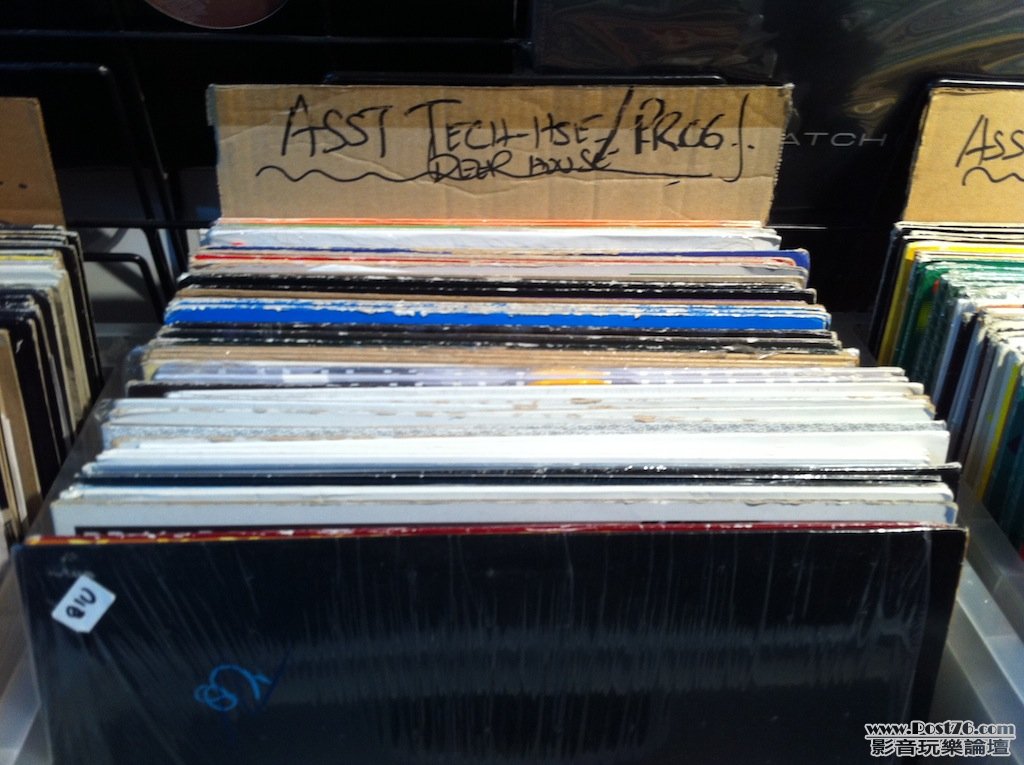 ASST TECH-HSE/PROG.
DEEP HOUSE
ATCH
ASS
www.Post76.com
影音玩樂論壇